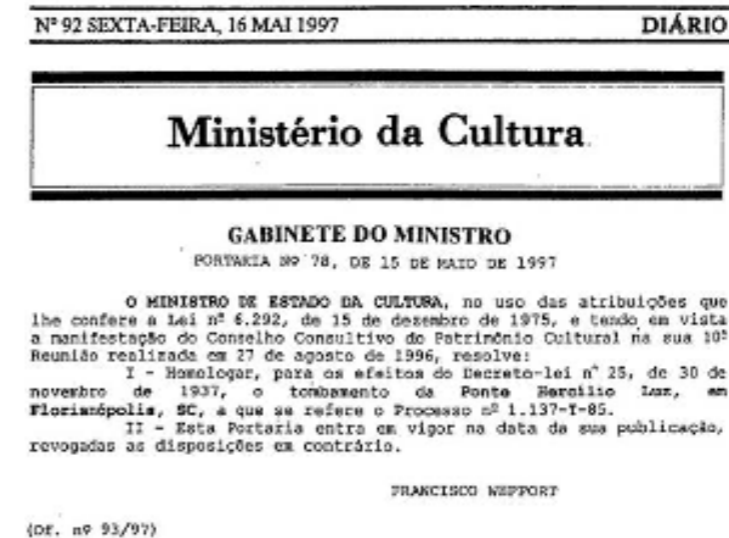 Nº 92 SEXTA-FEIRA, 16 MAI 1997 DIÁRIO
Ministério da Cultura
GABINETE DO MINISTRO
PORTARIA Nº 78, DE 15 DE MAIO DE 1997
O MINISTRO DE ESTADO DA CULTURA, no uso das atribuições que
lhe confere a Lei nº 6.292, de 15 de dezembro de 1975, e tendo em vista
a manifestação do Conselho Consultivo do Patrimônio Cultural na sua 10ª
Reunião realizada em 27 de agosto de 1996, resolve:
I - Homologar, para os efeitos do Decreto-lei nº 25, de 30 de
novembro de 1937, o tombamento da Ponte Hercílio Luz, em
Florianópolis, SC, a que se refere o Processo nº 1.137-T-85.
II - Esta Portaria entra em vigor na data da sua publicação,
revogadas as disposições em contrário.
FRANCISCO WEFFORT
(Of. nº 93/97)